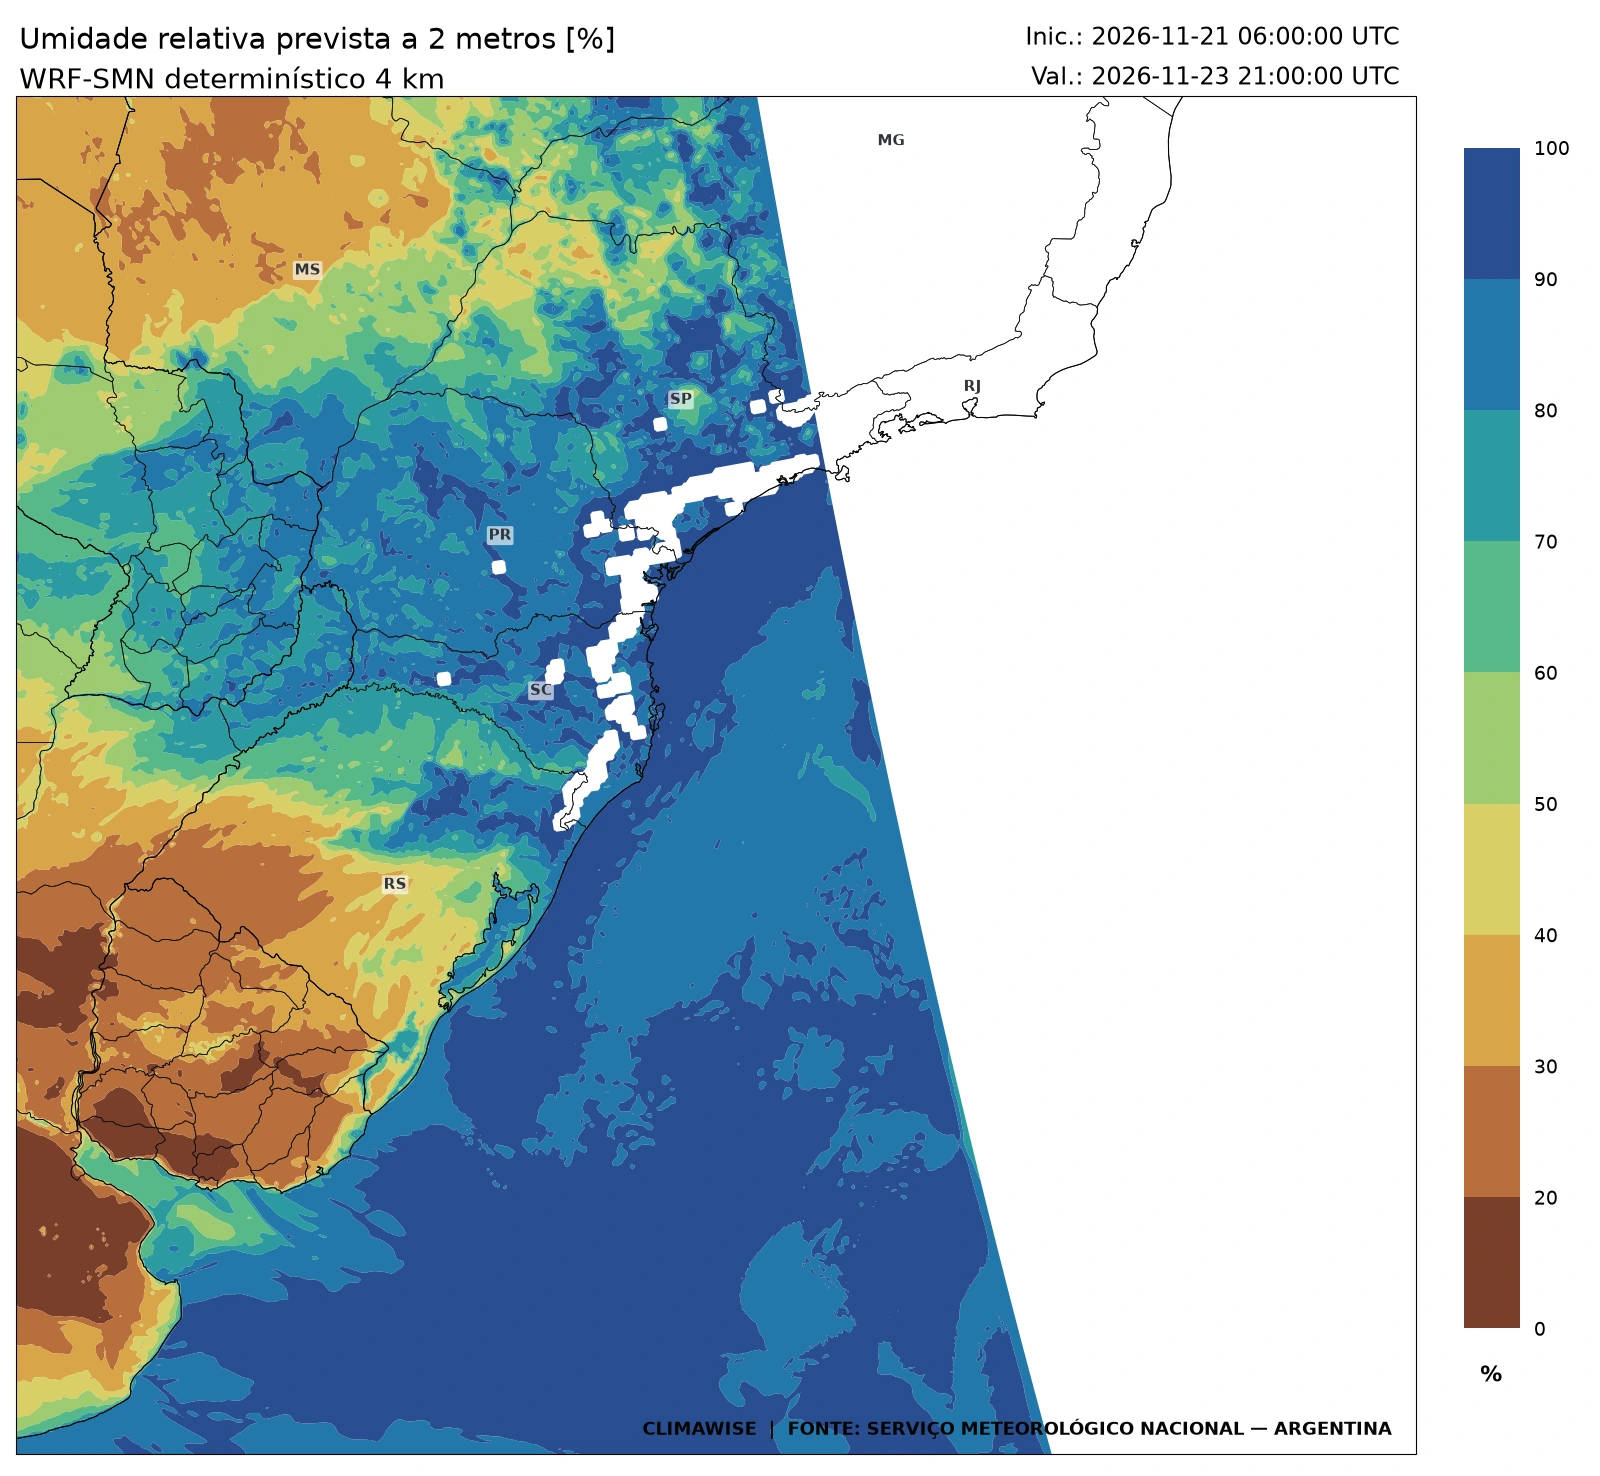 Umidade relativa prevista a 2 metros [%]
WRF-SMN determinístico 4 km
Inic.: 2026-11-21 06:00:00 UTC
Val.: 2026-11-23 21:00:00 UTC
MG
MS
RJ
SP
PR
SC
RS
100
90
80
70
60
50
40
30
20
0
%
CLIMAWISE | FONTE: SERVIÇO METEOROLÓGICO NACIONAL — ARGENTINA